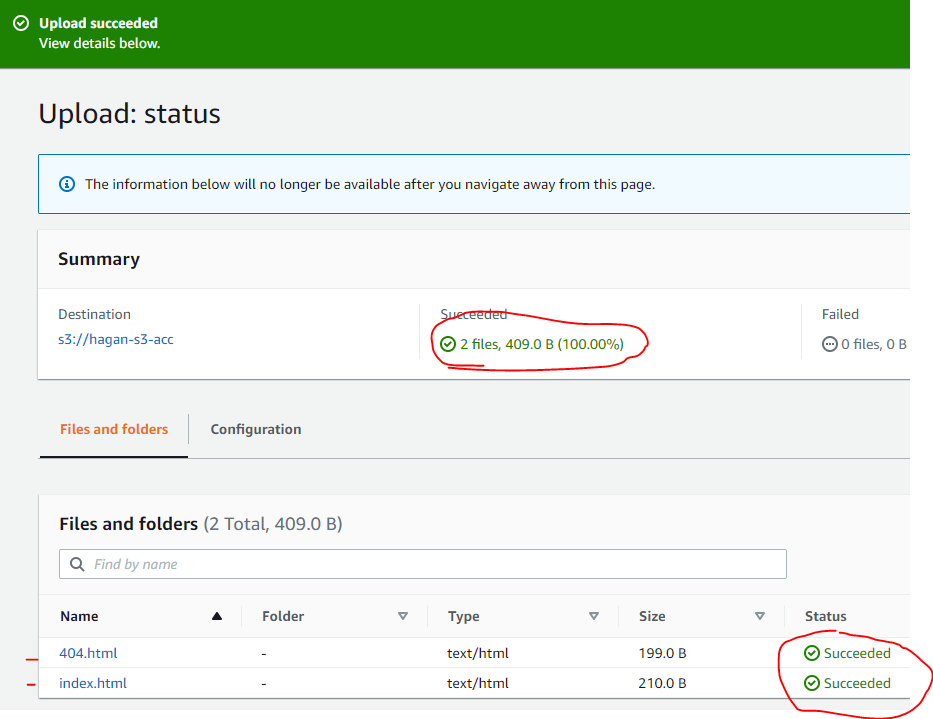 Upload succeeded
View details below.
Upload: status
The information below will no longer be available after you navigate away from this page.
Summary
Destination
s3://hagan-s3-acc
Succeeded
2 files, 409.0 B (100.00%)
Failed
0 files, 0 B
Files and folders
Configuration
Files and folders (2 Total, 409.0 B)
Find by name
Name Folder Type Size Status
404.html - text/html 199.0 B Succeeded
index.html - text/html 210.0 B Succeeded